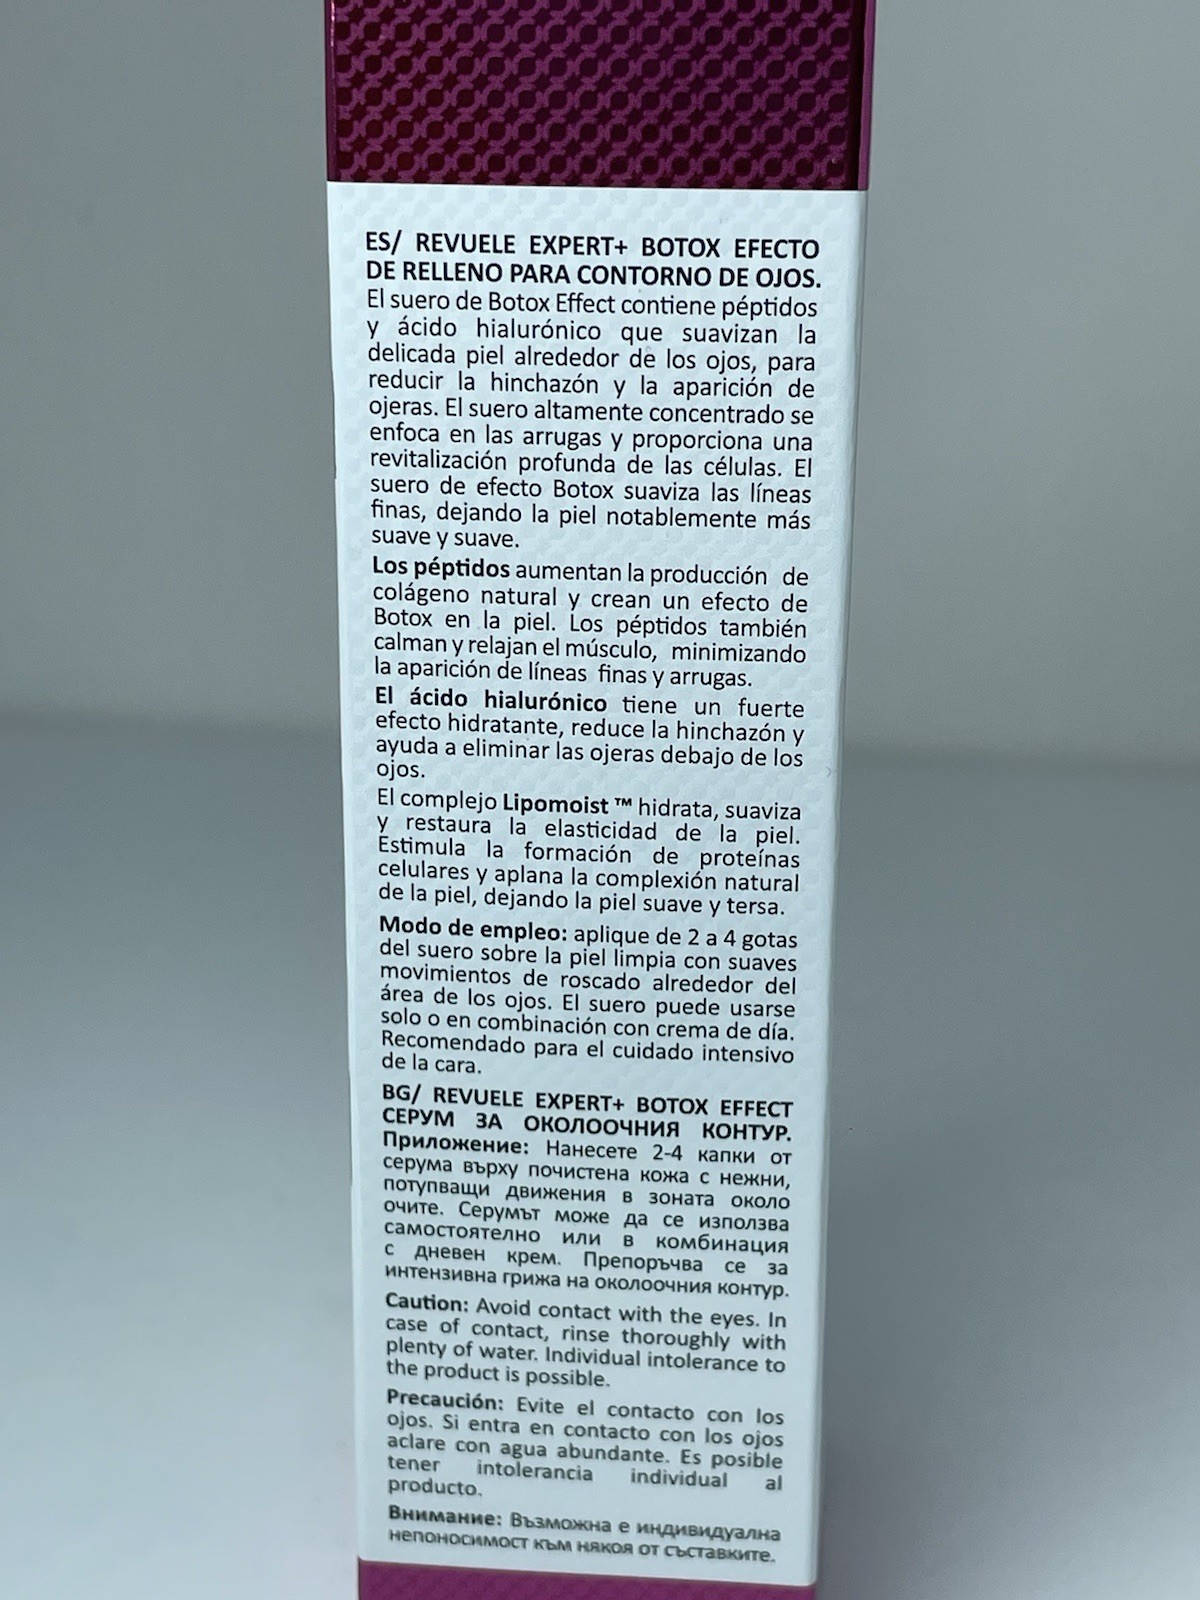 ES/ REVUELE EXPERT+ BOTOX EFECTO
DE RELLENO PARA CONTORNO DE OJOS.
El suero de Botox Effect contiene péptidos
y ácido hialurónico que suavizan la
delicada piel alrededor de los ojos, para
reducir la hinchazón y la aparición de
ojeras. El suero altamente concentrado se
enfoca en las arrugas y proporciona una
revitalización profunda de las células. El
suero de efecto Botox suaviza las líneas
finas, dejando la piel notablemente más
suave y suave.
Los péptidos aumentan la producción de
colágeno natural y crean un efecto de
Botox en la piel. Los péptidos también
calman y relajan el músculo, minimizando
la aparición de líneas finas y arrugas.
El ácido hialurónico tiene un fuerte
efecto hidratante, reduce la hinchazón y
ayuda a eliminar las ojeras debajo de los
ojos.
El complejo Lipomoist ™ hidrata, suaviza
y restaura la elasticidad de la piel.
Estimula la formación de proteínas
celulares y aplana la complexión natural
de la piel, dejando la piel suave y tersa.
Modo de empleo: aplique de 2 a 4 gotas
del suero sobre la piel limpia con suaves
movimientos de roscado alrededor del
área de los ojos. El suero puede usarse
solo o en combinación con crema de día.
Recomendado para el cuidado intensivo
de la cara.
BG/ REVUELE EXPERT+ BOTOX EFFECT
СЕРУМ ЗА ОКОЛООЧНИЯ КОНТУР.
Приложение: Нанесете 2-4 капки от
серума върху почистена кожа с нежни,
потупващи движения в зоната около
очите. Серумът може да се използва
самостоятелно или в комбинация
с дневен крем. Препоръчва се за
интензивна грижа на околоочния контур.
Caution: Avoid contact with the eyes. In
case of contact, rinse thoroughly with
plenty of water. Individual intolerance to
the product is possible.
Precaución: Evite el contacto con los
ojos. Si entra en contacto con los ojos
aclare con agua abundante. Es posible
tener intolerancia individual al
producto.
Внимание: Възможна е индивидуална
непоносимост към някоя от съставките.